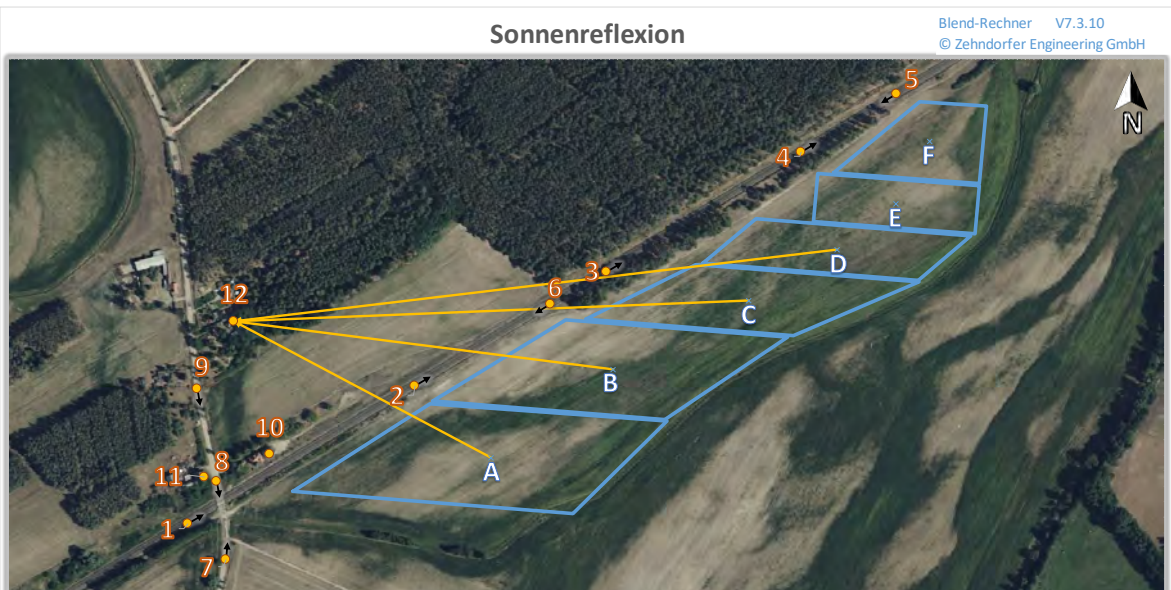 Sonnenreflexion
Blend-Rechner V7.3.10
© Zehndorfer Engineering GmbH
5
N
4
F
E
D
3
12
6
C
9
2
B
10
11
8
A
1
7